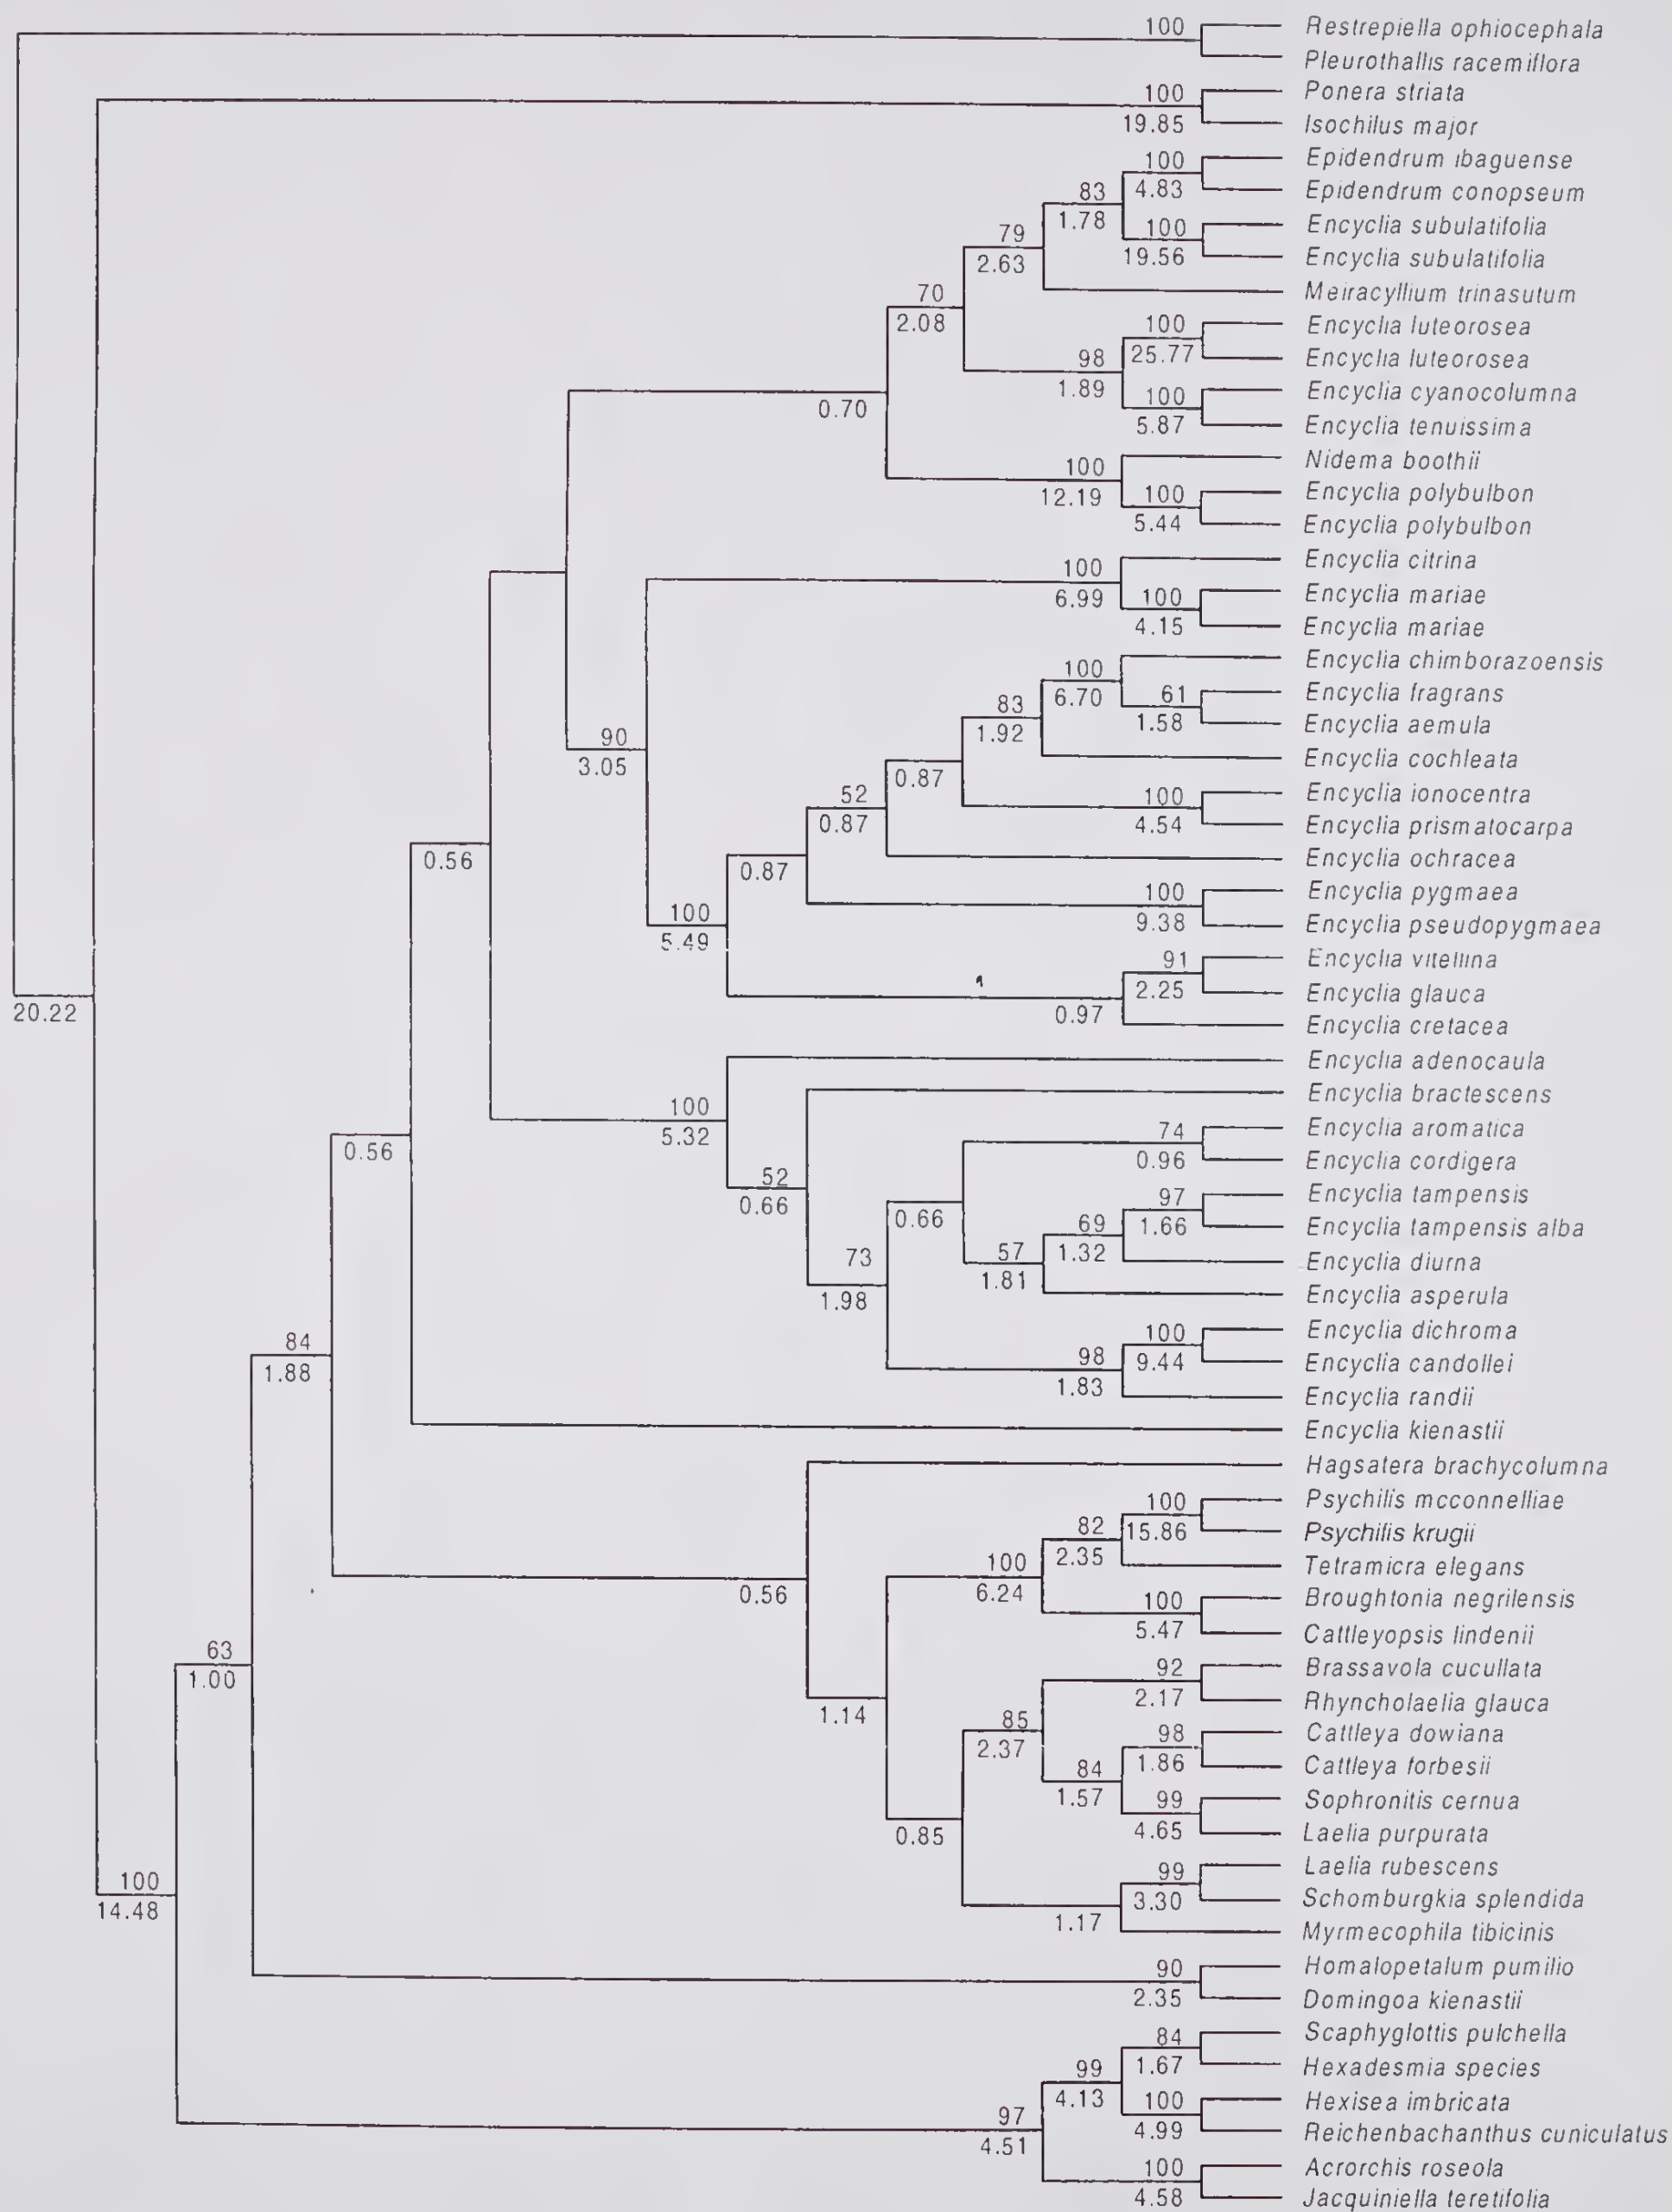 100 Restrepiella ophiocephala
Pleurothallis racemiflora
100 Ponera striata
19.85 Isochilus major
100 Epidendrum ibaguense
83 4.83 Epidendrum conopseum
79 1.78 100 Encyclia subulatifolia
2.63 19.56 Encyclia subulatifolia
70 Meiracyllium trinasutum
2.08 100 Encyclia luteorosea
98 25.77 Encyclia luteorosea
0.70 1.89 100 Encyclia cyanocolumna
5.87 Encyclia tenuissima
100 Nidema boothii
12.19 100 Encyclia polybulbon
5.44 Encyclia polybulbon
100 Encyclia citrina
6.99 100 Encyclia mariae
4.15 Encyclia mariae
100 Encyclia chimborazoensis
83 6.70 61 Encyclia fragrans
90 1.92 1.58 Encyclia aemula
3.05 0.87 Encyclia cochleata
52 100 Encyclia ionocentra
0.87 4.54 Encyclia prismatocarpa
0.56 0.87 Encyclia ochracea
100 100 Encyclia pygmaea
5.49 9.38 Encyclia pseudopygmaea
91 Encyclia vitellina
2.25 Encyclia glauca
20.22 0.97 Encyclia cretacea
Encyclia adenocaula
100 Encyclia bractescens
5.32 74 Encyclia aromatica
0.56 52 0.96 Encyclia cordigera
0.66 0.66 97 Encyclia tampensis
69 1.66 Encyclia tampensis alba
73 57 1.32 Encyclia diurna
1.98 1.81 Encyclia asperula
84 100 Encyclia dichroma
1.88 98 9.44 Encyclia candollei
1.83 Encyclia randii
Encyclia kienastii
Hagsatera brachycolumna
100 Psychilis mcconnelliae
82 15.86 Psychilis krugii
100 2.35 Tetramicra elegans
0.56 6.24 100 Broughtonia negrilensis
5.47 Cattleyopsis lindenii
63 92 Brassavola cucullata
1.00 2.17 Rhyncholaelia glauca
1.14 85 98 Cattleya dowiana
2.37 84 1.86 Cattleya forbesii
1.57 99 Sophronitis cernua
0.85 4.65 Laelia purpurata
100 99 Laelia rubescens
14.48 3.30 Schomburgkia splendida
1.17 Myrmecophila tibicinis
90 Homalopetalum pumilio
2.35 Domingoa kienastii
84 Scaphyglottis pulchella
99 1.67 Hexadesmia species
97 4.13 100 Hexisea imbricata
4.51 4.99 Reichenbachanthus cuniculatus
100 Acrorchis roseola
4.58 Jacquiniella teretifolia